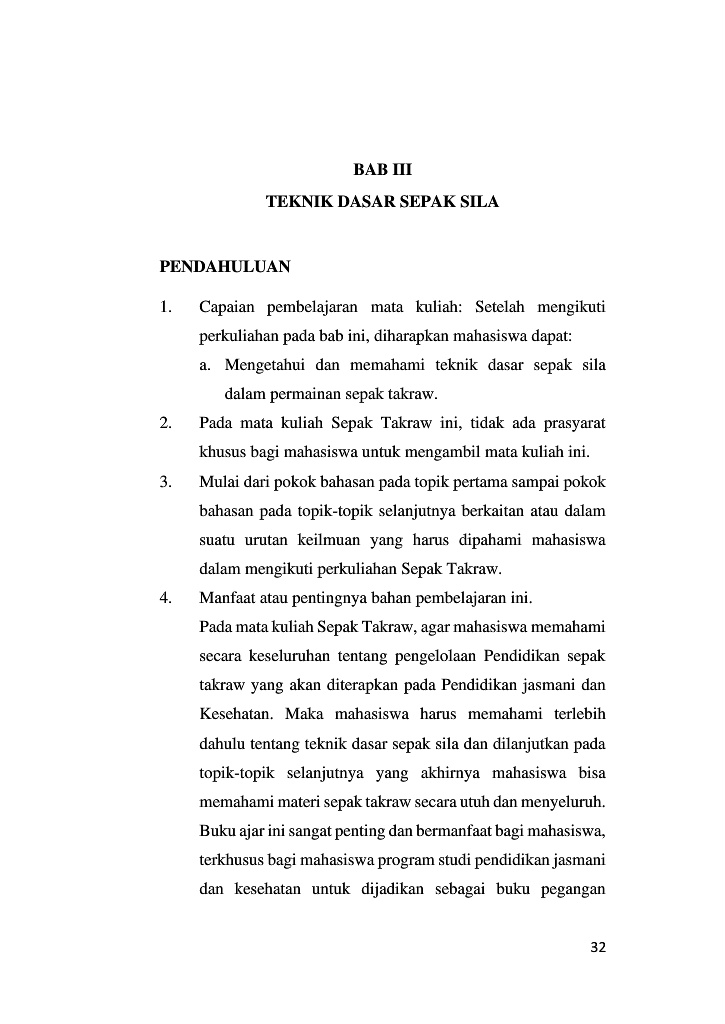 BAB III
TEKNIK DASAR SEPAK SILA
PENDAHULUAN
1. Capaian pembelajaran mata kuliah: Setelah mengikuti
perkuliahan pada bab ini, diharapkan mahasiswa dapat:
a. Mengetahui dan memahami teknik dasar sepak sila
dalam permainan sepak takraw.
2. Pada mata kuliah Sepak Takraw ini, tidak ada prasyarat
khusus bagi mahasiswa untuk mengambil mata kuliah ini.
3. Mulai dari pokok bahasan pada topik pertama sampai pokok
bahasan pada topik-topik selanjutnya berkaitan atau dalam
suatu urutan keilmuan yang harus dipahami mahasiswa
dalam mengikuti perkuliahan Sepak Takraw.
4. Manfaat atau pentingnya bahan pembelajaran ini.
Pada mata kuliah Sepak Takraw, agar mahasiswa memahami
secara keseluruhan tentang pengelolaan Pendidikan sepak
takraw yang akan diterapkan pada Pendidikan jasmani dan
Kesehatan. Maka mahasiswa harus memahami terlebih
dahulu tentang teknik dasar sepak sila dan dilanjutkan pada
topik-topik selanjutnya yang akhirnya mahasiswa bisa
memahami materi sepak takraw secara utuh dan menyeluruh.
Buku ajar ini sangat penting dan bermanfaat bagi mahasiswa,
terkhusus bagi mahasiswa program studi pendidikan jasmani
dan kesehatan untuk dijadikan sebagai buku pegangan
32